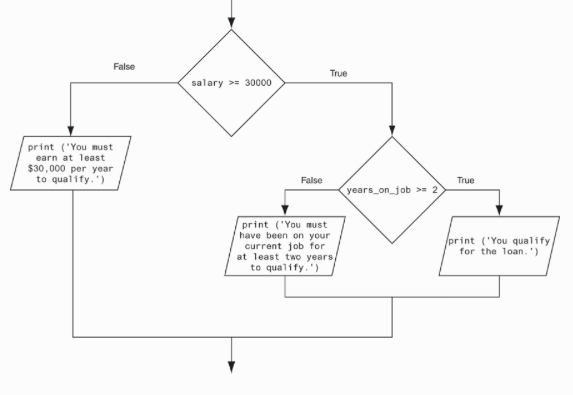 False
True
salary >= 30000
print ('You must
earn at least
$30,000 per year
to qualify.')
False
True
years_on_job >= 2
print ('You must
have been on your
current job for
at least two years
to qualify.')
print ('You qualify
for the loan.')